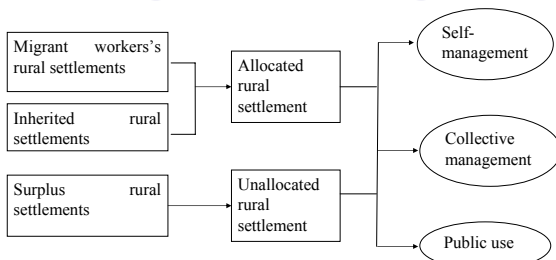 Migrant workers's
rural settlements
Inherited rural
settlements
Surplus rural
settlements
Allocated
rural
settlement
Unallocated
rural
settlement
Self-
management
Collective
management
Public use